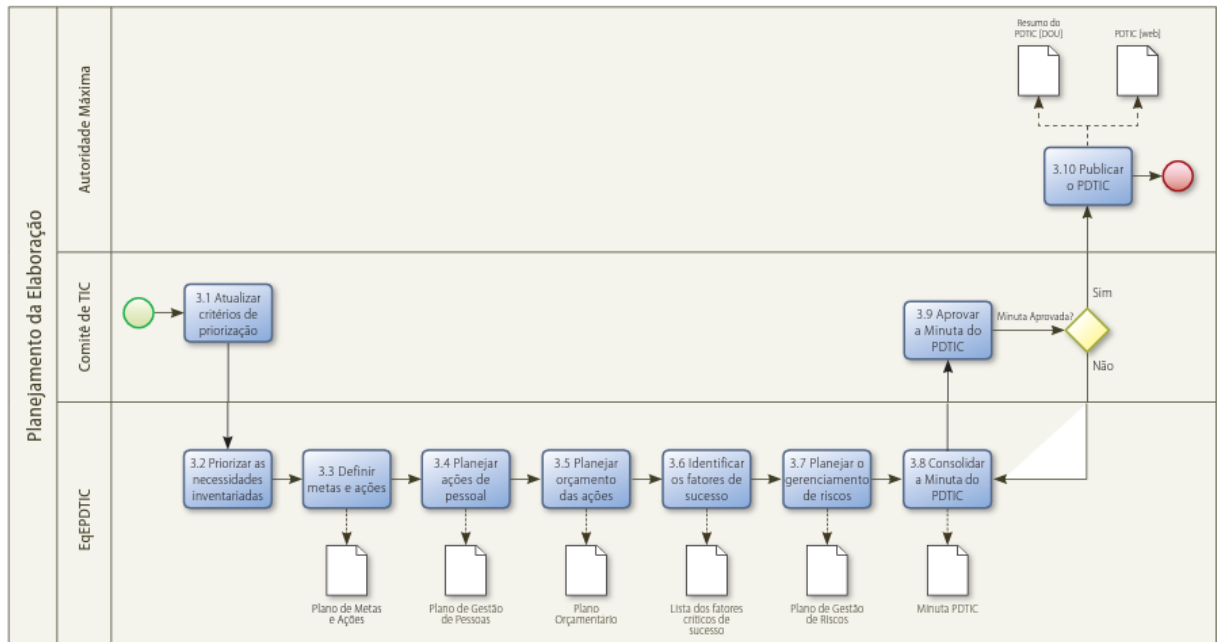 Planejamento da Elaboração
Autoridade Máxima
Resumo do
PDTIC (DOU)
PDTIC (web)
3.10 Publicar
o PDTIC
Comitê de TIC
3.1 Atualizar
critérios de
priorização
3.9 Aprovar
a Minuta do
PDTIC
Minuta Aprovada?
Sim
Não
EqEPDTIC
3.2 Priorizar as
necessidades
inventariadas
3.3 Definir
metas e ações
3.4 Planejar
ações de
pessoal
3.5 Planejar
orçamento
das ações
3.6 Identificar
os fatores de
sucesso
3.7 Planejar o
gerenciamento
de riscos
3.8 Consolidar
a Minuta do
PDTIC
Plano de Metas
e Ações
Plano de Gestão
de Pessoas
Plano
Orçamentário
Lista dos fatores
críticos de
sucesso
Plano de Gestão
de Riscos
Minuta PDTIC